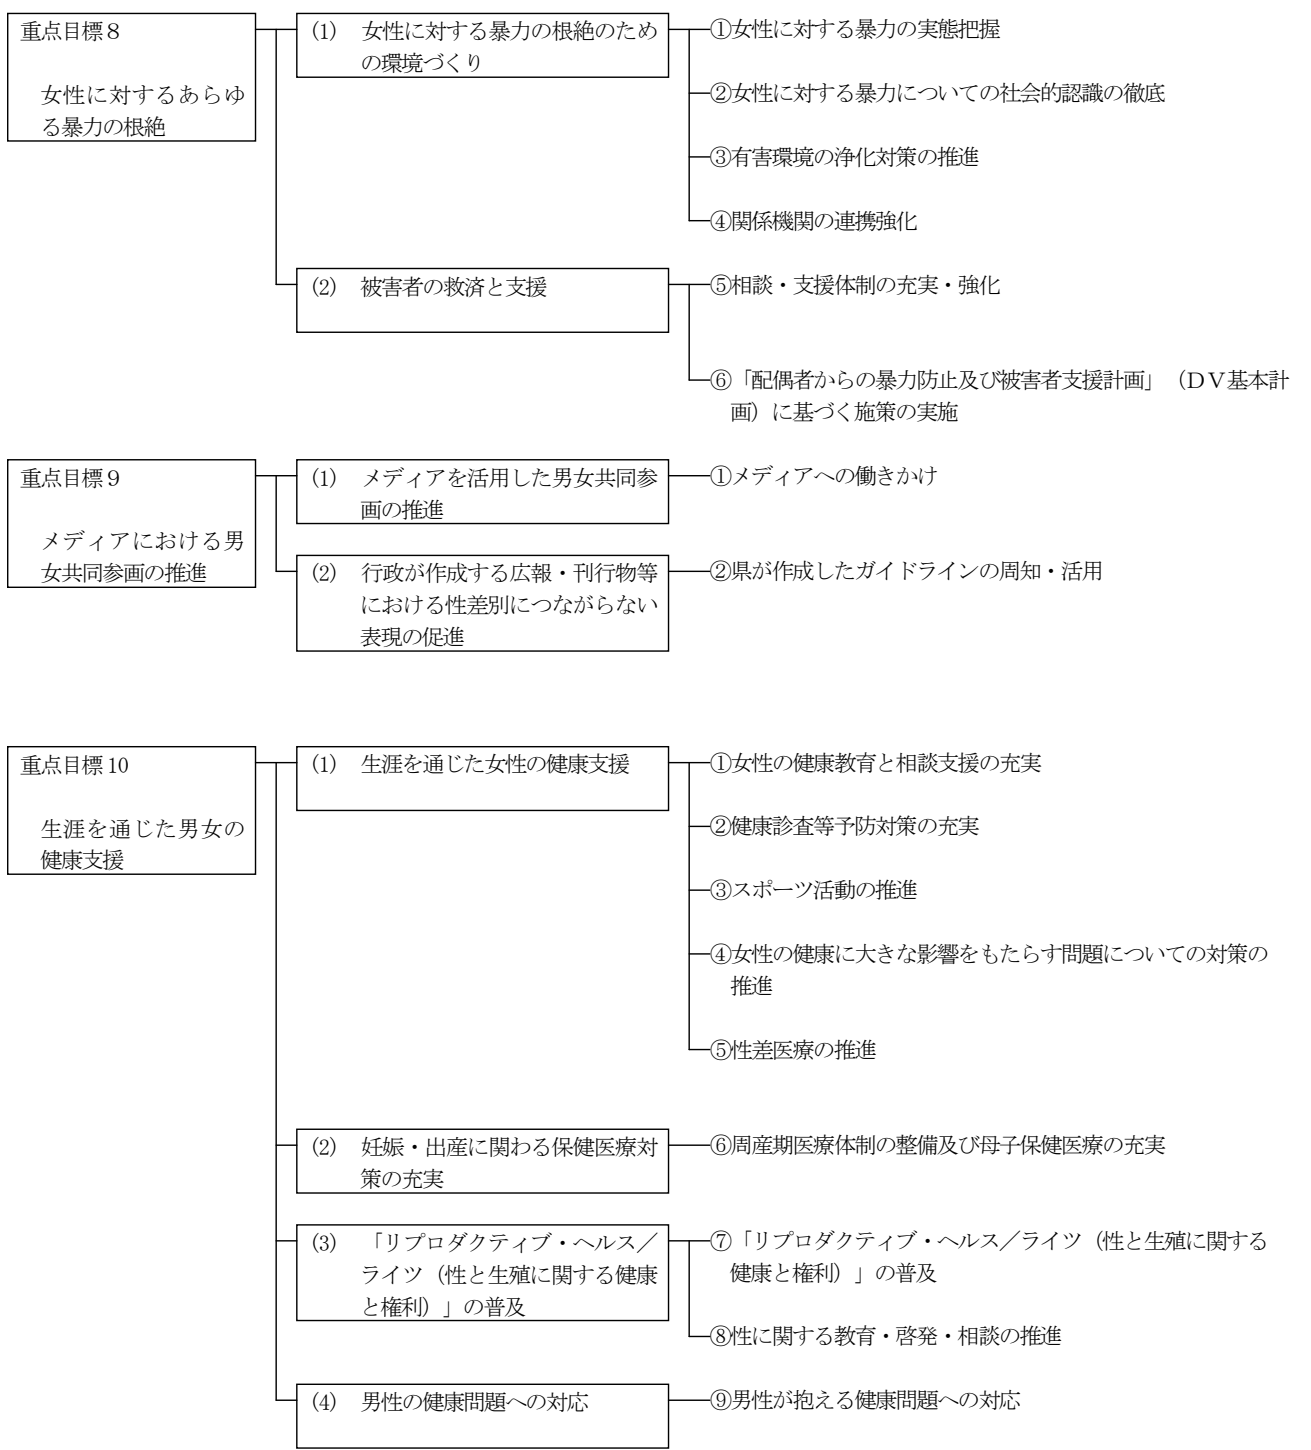 重点目標８
女性に対するあらゆ
る暴力の根絶
(1) 女性に対する暴力の根絶のため
の環境づくり
①女性に対する暴力の実態把握
②女性に対する暴力についての社会的認識の徹底
③有害環境の浄化対策の推進
④関係機関の連携強化
(2) 被害者の救済と支援
⑤相談・支援体制の充実・強化
⑥「配偶者からの暴力防止及び被害者支援計画」（ＤＶ基本計
画）に基づく施策の実施
重点目標９
メディアにおける男
女共同参画の推進
(1) メディアを活用した男女共同参
画の推進
①メディアへの働きかけ
(2) 行政が作成する広報・刊行物等
における性差別につながらない
表現の促進
②県が作成したガイドラインの周知・活用
重点目標 10
生涯を通じた男女の
健康支援
(1) 生涯を通じた女性の健康支援
①女性の健康教育と相談支援の充実
②健康診査等予防対策の充実
③スポーツ活動の推進
④女性の健康に大きな影響をもたらす問題についての対策の
推進
⑤性差医療の推進
(2) 妊娠・出産に関わる保健医療対
策の充実
⑥周産期医療体制の整備及び母子保健医療の充実
(3) 「リプロダクティブ・ヘルス／
ライツ（性と生殖に関する健康
と権利）」の普及
⑦「リプロダクティブ・ヘルス／ライツ（性と生殖に関する
健康と権利）」の普及
⑧性に関する教育・啓発・相談の推進
(4) 男性の健康問題への対応
⑨男性が抱える健康問題への対応